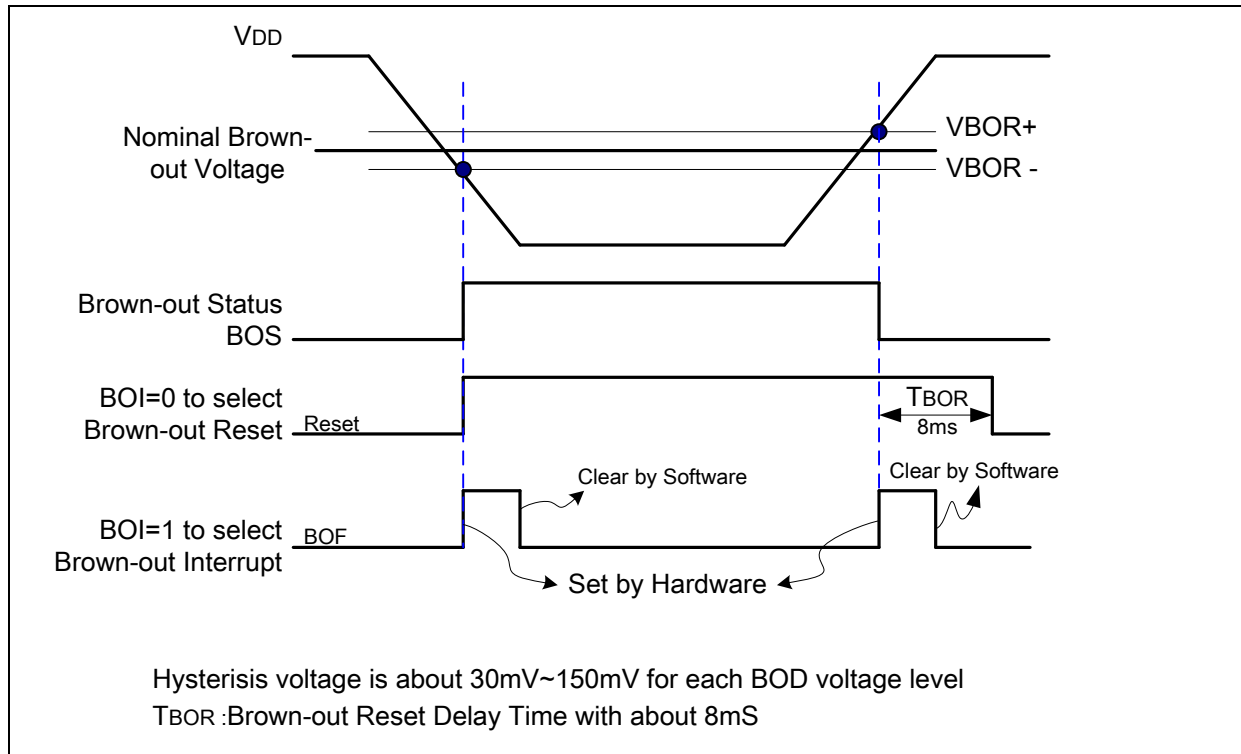 VDD
Nominal Brown-
out Voltage
VBOR+
VBOR -
Brown-out Status
BOS
BOI=0 to select
Brown-out Reset
Reset
TBOR
8ms
Clear by Software
Clear by Software
BOI=1 to select
Brown-out Interrupt
BOF
Set by Hardware
Hysterisis voltage is about 30mV~150mV for each BOD voltage level
TBOR :Brown-out Reset Delay Time with about 8mS